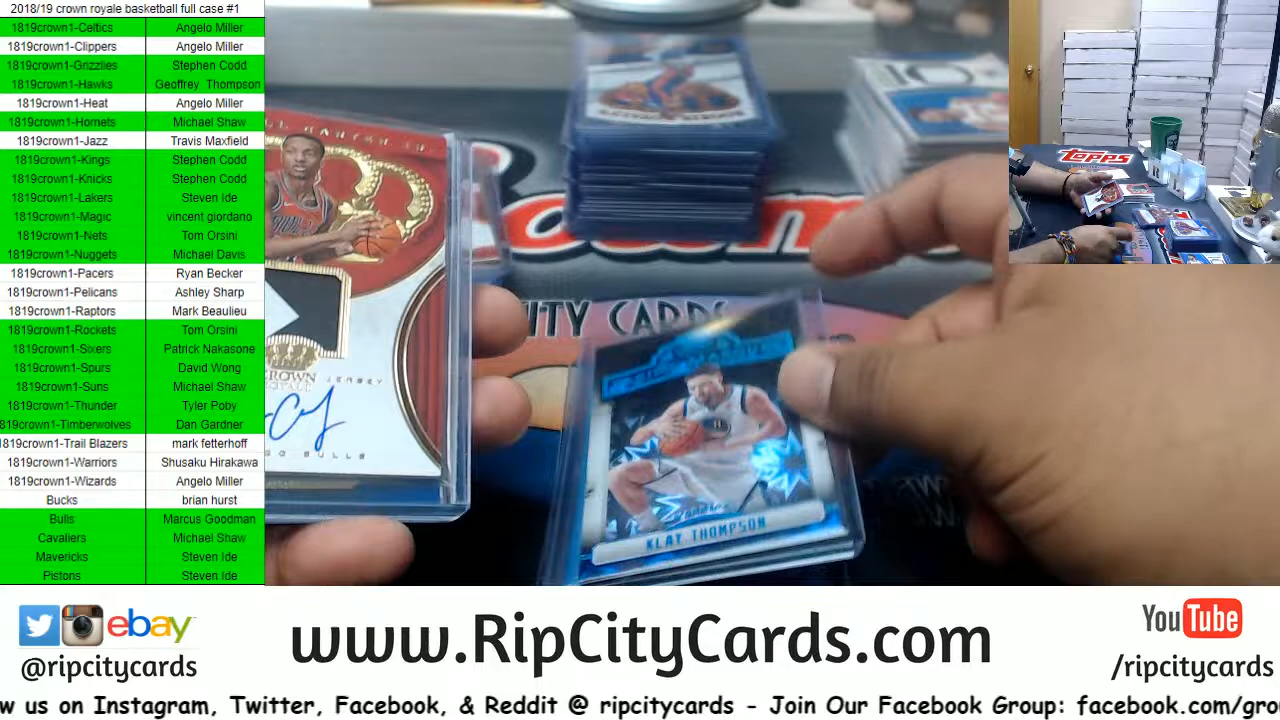 2018/19 crown royale basketball full case #1
1819crown1-Celtics Angelo Miller
1819crown1-Clippers Angelo Miller
1819crown1-Grizzlies Stephen Codd
1819crown1-Hawks Geoffrey Thompson
1819crown1-Heat Angelo Miller
1819crown1-Hornets Michael Shaw
1819crown1-Jazz Travis Maxfield
1819crown1-Kings Stephen Codd
1819crown1-Knicks Stephen Codd
1819crown1-Lakers Steven Ide
1819crown1-Magic vincent giordano
1819crown1-Nets Tom Orsini
1819crown1-Nuggets Michael Davis
1819crown1-Pacers Ryan Becker
1819crown1-Pelicans Ashley Sharp
1819crown1-Raptors Mark Beaulieu
1819crown1-Rockets Tom Orsini
1819crown1-Sixers Patrick Nakasone
1819crown1-Spurs David Wong
1819crown1-Suns Michael Shaw
1819crown1-Thunder Tyler Poby
1819crown1-Timberwolves Dan Gardner
1819crown1-Trail Blazers mark fetterhoff
1819crown1-Warriors Shusaku Hirakawa
1819crown1-Wizards Angelo Miller
Bucks brian hurst
Bulls Marcus Goodman
Cavaliers Michael Shaw
Mavericks Steven Ide
Pistons Steven Ide
CROWN
ROYALE
JERSEY
BULLS
CITY CARDS
KLAY THOMPSON
TOPPS
ebay
@ripcitycards
www.RipCityCards.com
YouTube
/ripcitycards
w us on Instagram, Twitter, Facebook, & Reddit @ ripcitycards - Join Our Facebook Group: facebook.com/gro